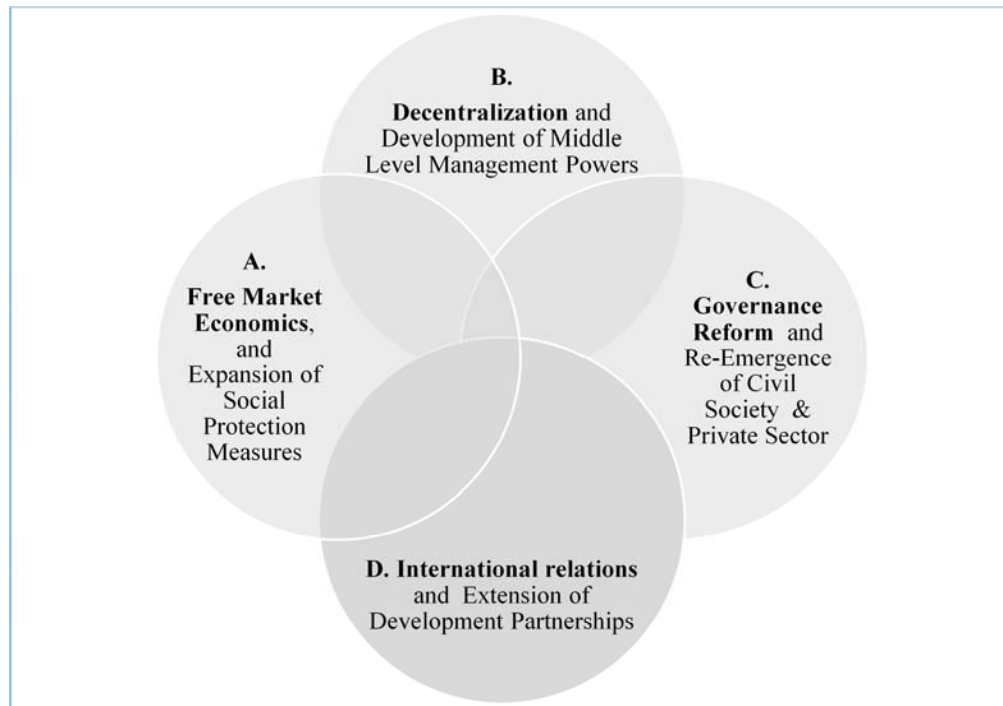 B.
Decentralization and
Development of Middle
Level Management Powers
A.
Free Market
Economics,
and
Expansion of
Social
Protection
Measures
C.
Governance
Reform and
Re-Emergence
of Civil
Society &
Private Sector
D. International relations
and Extension of
Development Partnerships